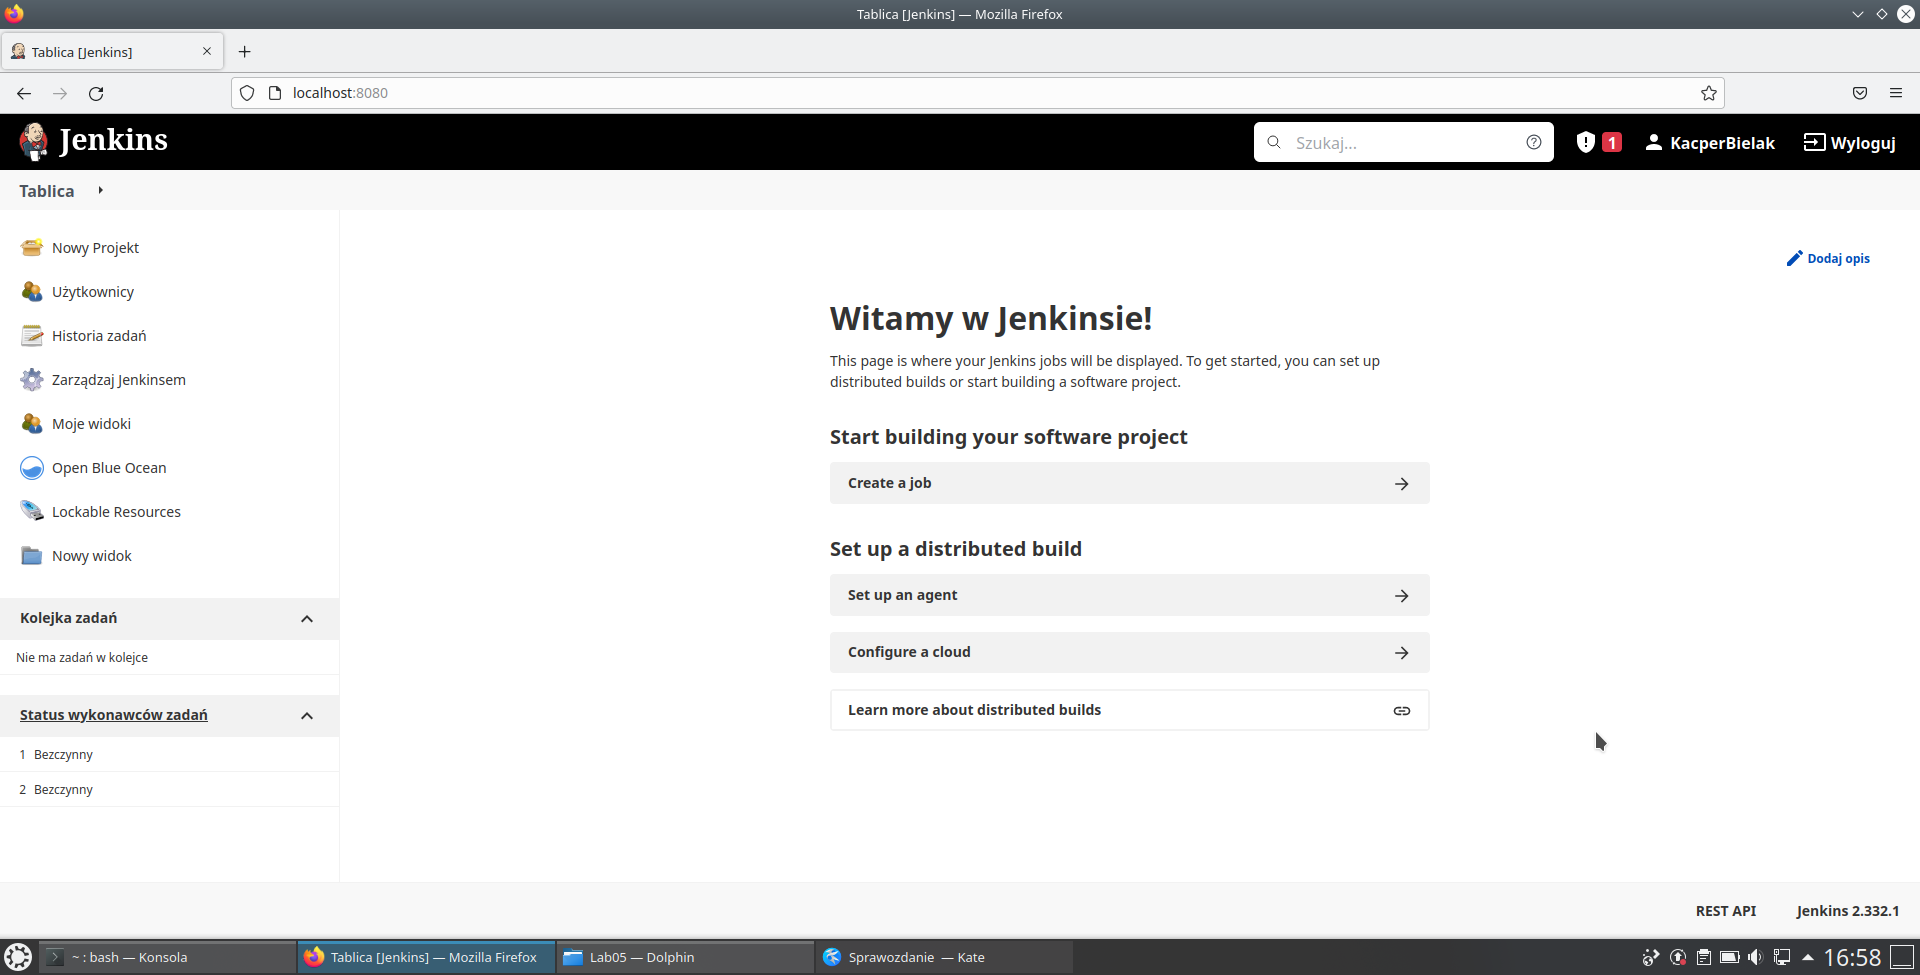 Tablica [Jenkins] — Mozilla Firefox
Tablica [Jenkins]
localhost:8080
Jenkins
Szukaj...
1
KacperBielak
Wyloguj
Tablica
Nowy Projekt
Użytkownicy
Historia zadań
Zarządzaj Jenkinsem
Moje widoki
Open Blue Ocean
Lockable Resources
Nowy widok
Kolejka zadań
Nie ma zadań w kolejce
Status wykonawców zadań
1 Bezczynny
2 Bezczynny
Dodaj opis
Witamy w Jenkinsie!
This page is where your Jenkins jobs will be displayed. To get started, you can set up
distributed builds or start building a software project.
Start building your software project
Create a job
Set up a distributed build
Set up an agent
Configure a cloud
Learn more about distributed builds
REST API
Jenkins 2.332.1
~ : bash — Konsola
Tablica [Jenkins] — Mozilla Firefox
Lab05 — Dolphin
Sprawozdanie — Kate
16:58